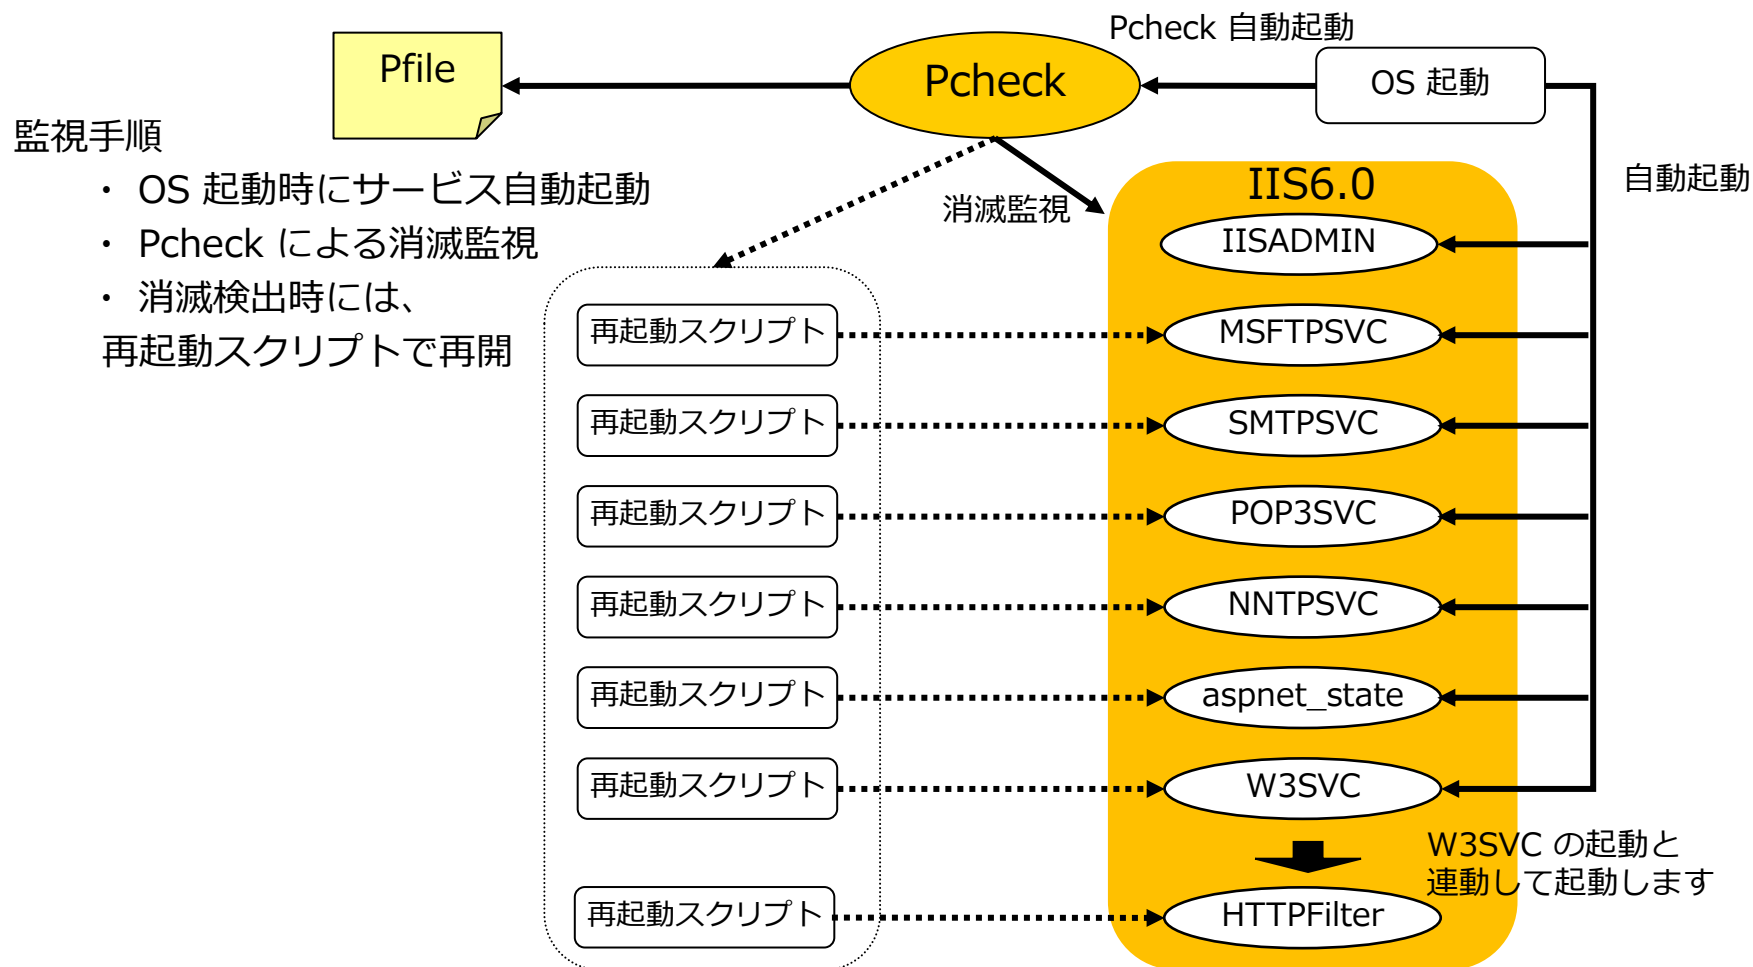 Pcheck 自動起動
Pfile
Pcheck
OS 起動
監視手順
・ OS 起動時にサービス自動起動
・ Pcheck による消滅監視
・ 消滅検出時には、
再起動スクリプトで再開
消滅監視
自動起動
IIS6.0
IISADMIN
再起動スクリプト
MSFTPSVC
再起動スクリプト
SMTPSVC
再起動スクリプト
POP3SVC
再起動スクリプト
NNTPSVC
再起動スクリプト
aspnet_state
再起動スクリプト
W3SVC
W3SVC の起動と
連動して起動します
再起動スクリプト
HTTPFilter